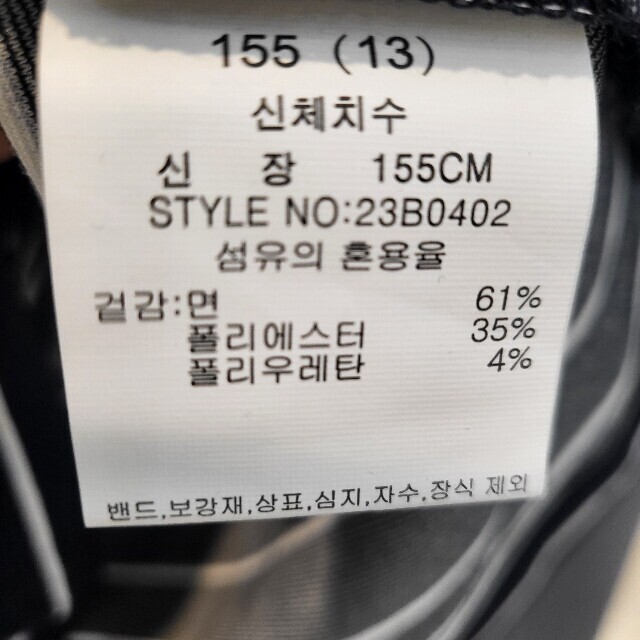 155 (13)
신체치수
신 장 155CM
STYLE NO:23B0402
섬유의 혼용율
겉감:면 61%
폴리에스터 35%
폴리우레탄 4%
밴드,보강재,상표,심지,자수,장식 제외